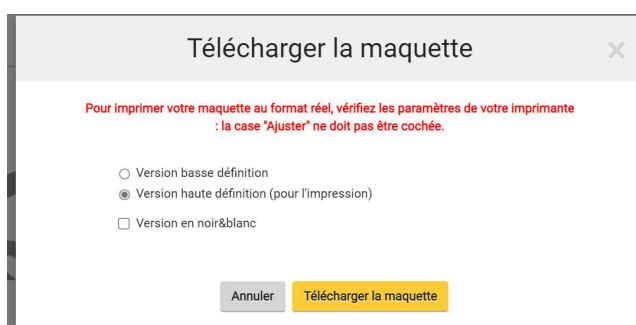 Télécharger la maquette
Pour imprimer votre maquette au format réel, vérifiez les paramètres de votre imprimante
: la case "Ajuster" ne doit pas être cochée.
Version basse définition
Version haute définition (pour l'impression)
Version en noir&blanc
Annuler Télécharger la maquette